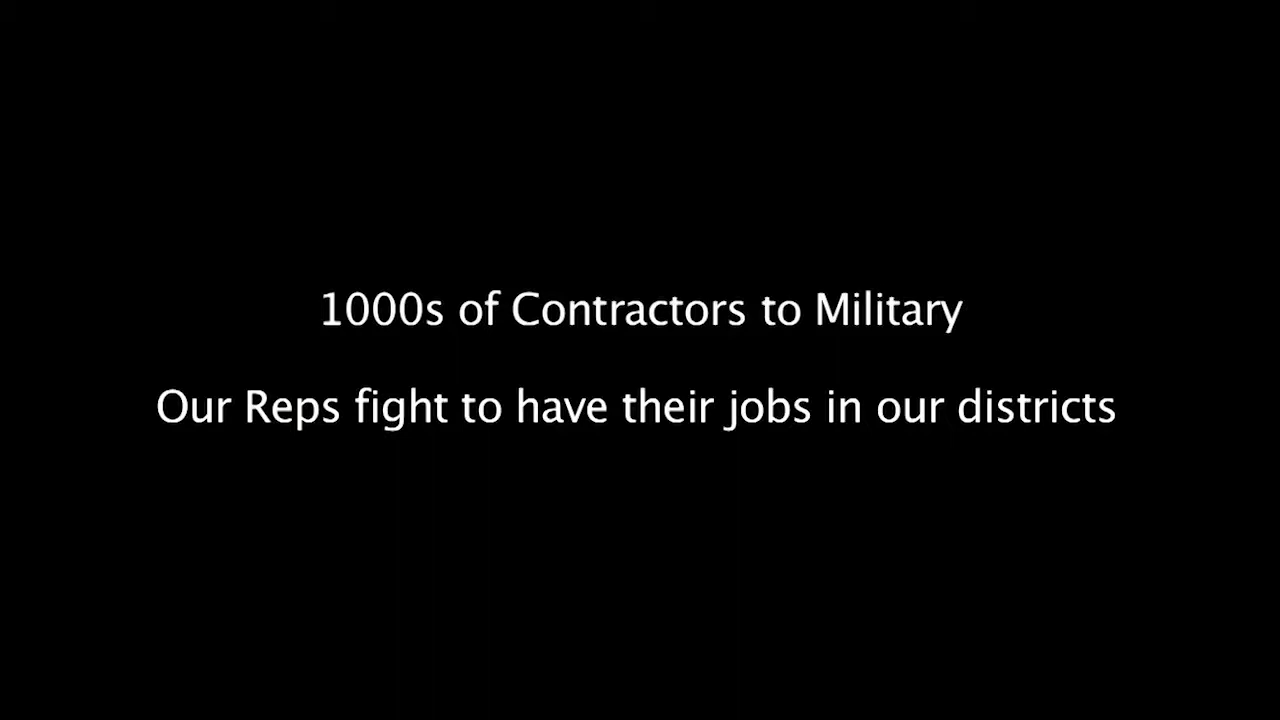 1000s of Contractors to Military
Our Reps fight to have their jobs in our districts